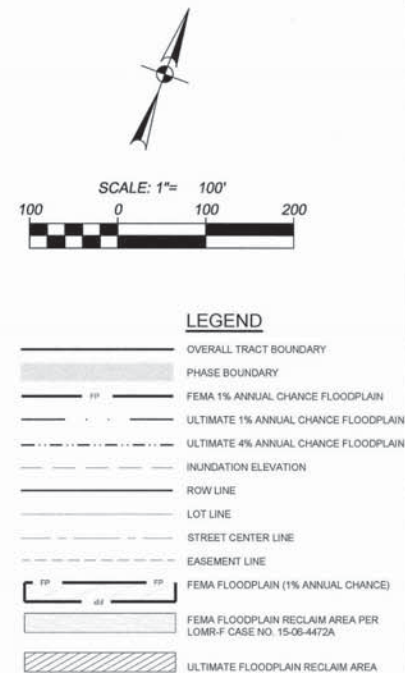 SCALE: 1"= 100'
100 0 100 200
LEGEND
OVERALL TRACT BOUNDARY
PHASE BOUNDARY
FP FEMA 1% ANNUAL CHANCE FLOODPLAIN
ULTIMATE 1% ANNUAL CHANCE FLOODPLAIN
ULTIMATE 4% ANNUAL CHANCE FLOODPLAIN
INUNDATION ELEVATION
ROW LINE
LOT LINE
STREET CENTER LINE
EASEMENT LINE
FP FP FEMA FLOODPLAIN (1% ANNUAL CHANCE)
FP
FEMA FLOODPLAIN RECLAIM AREA PER
LOMR-F CASE NO. 15-06-4472A
ULTIMATE FLOODPLAIN RECLAIM AREA